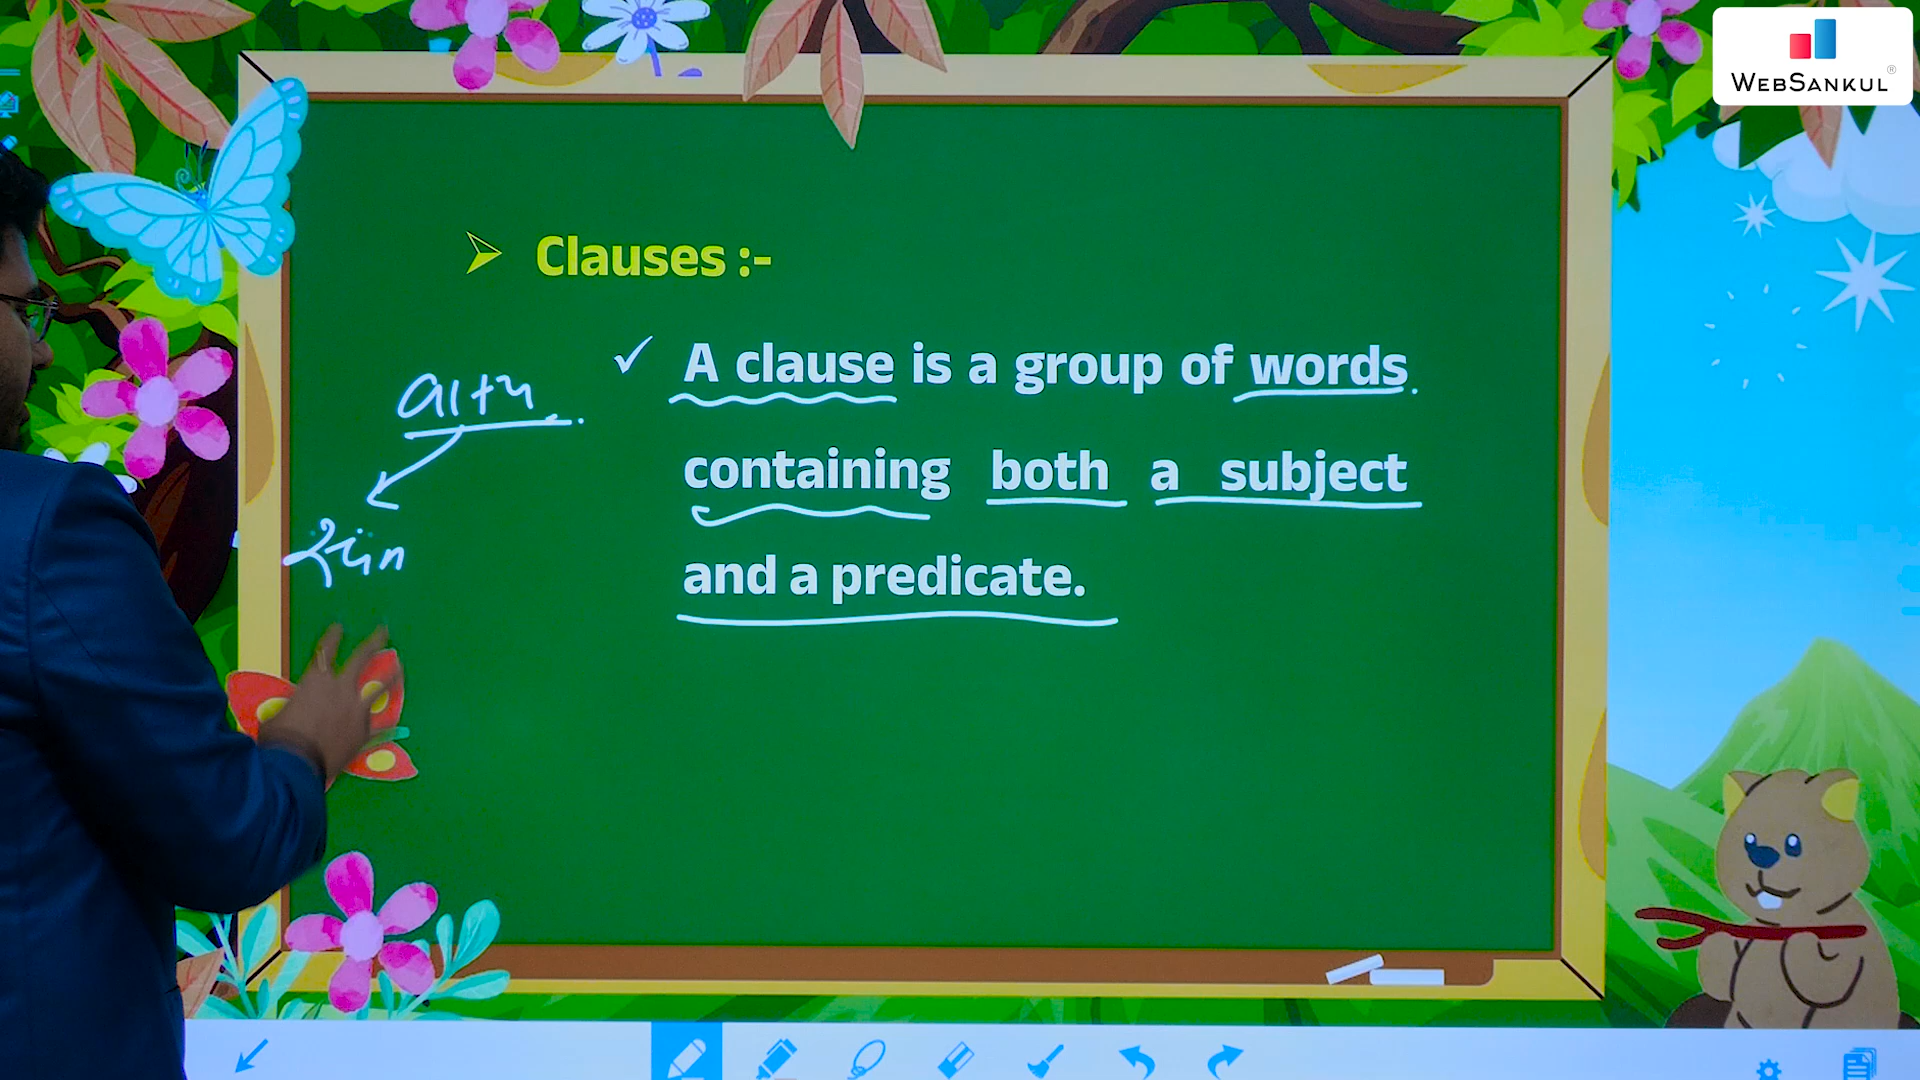 WEBSANKUL®
➢ Clauses :-
✓ A clause is a group of words
containing both a subject
and a predicate.